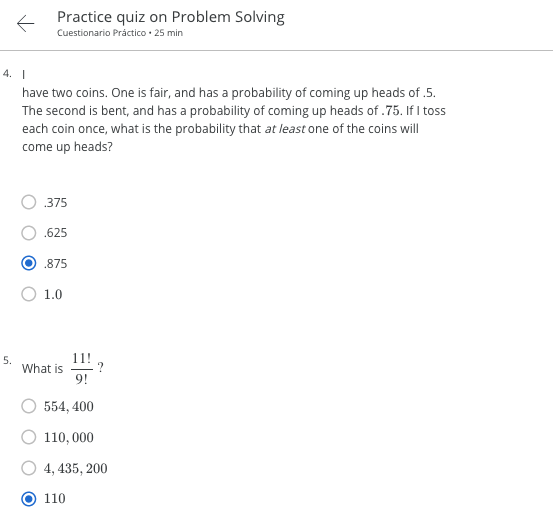 Practice quiz on Problem Solving
Cuestionario Práctico • 25 min
4. I
have two coins. One is fair, and has a probability of coming up heads of .5.
The second is bent, and has a probability of coming up heads of .75. If I toss
each coin once, what is the probability that at least one of the coins will
come up heads?
.375
.625
.875
1.0
5. What is 11!/9! ?
554, 400
110, 000
4, 435, 200
110